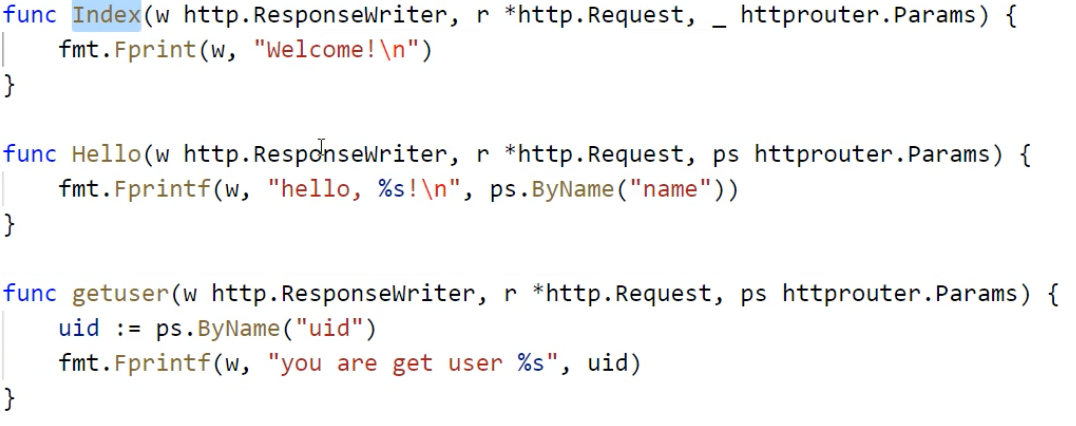 func Index(w http.ResponseWriter, r *http.Request, _ httprouter.Params) {
    fmt.Fprint(w, "Welcome!\n")
}

func Hello(w http.ResponseWriter, r *http.Request, ps httprouter.Params) {
    fmt.Fprintf(w, "hello, %s!\n", ps.ByName("name"))
}

func getuser(w http.ResponseWriter, r *http.Request, ps httprouter.Params) {
    uid := ps.ByName("uid")
    fmt.Fprintf(w, "you are get user %s", uid)
}